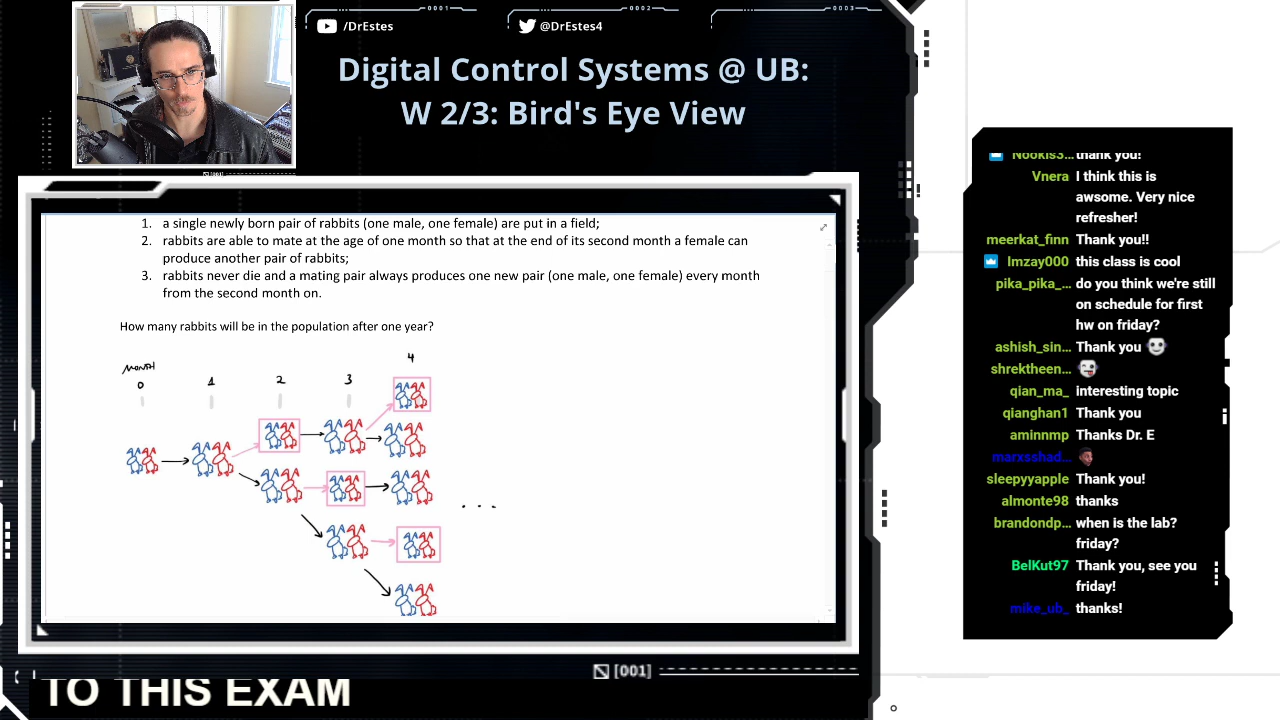 0001
0002
0003
/DrEstes
@DrEstes4
Digital Control Systems @ UB:
W 2/3: Bird's Eye View
[001]
1. a single newly born pair of rabbits (one male, one female) are put in a field;
2. rabbits are able to mate at the age of one month so that at the end of its second month a female can
produce another pair of rabbits;
3. rabbits never die and a mating pair always produces one new pair (one male, one female) every month
from the second month on.
How many rabbits will be in the population after one year?
MONTH
0 1 2 3 4
. . .
[001]
TO THIS EXAM
Nookis3... thank you!
Vnera I think this is
awsome. Very nice
refresher!
meerkat_finn Thank you!!
Imzay000 this class is cool
pika_pika_... do you think we're still
on schedule for first
hw on friday?
ashish_sin... Thank you
shrektheen...
qian_ma_ interesting topic
qianghan1 Thank you
aminnmp Thanks Dr. E
marxsshad...
sleepyyapple Thank you!
almonte98 thanks
brandondp... when is the lab?
friday?
BelKut97 Thank you, see you
friday!
mike_ub_ thanks!